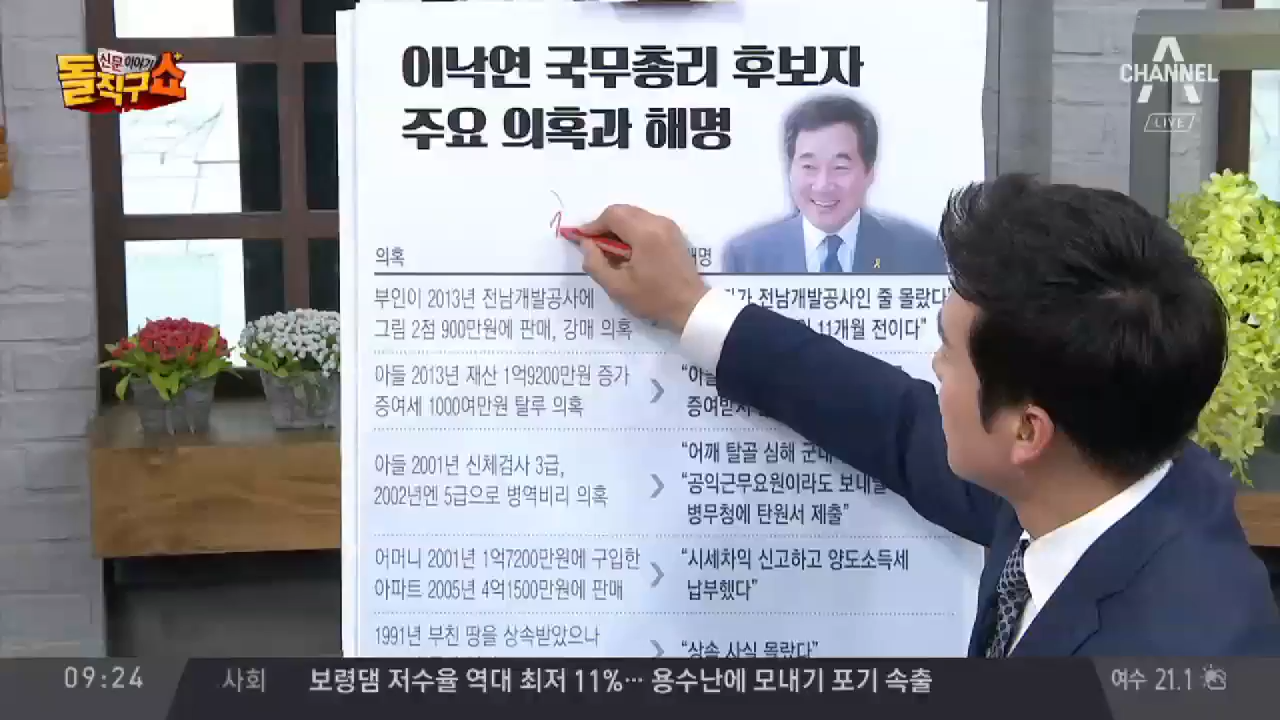 돌직구쇼
신문이야기
CHANNEL A
LIVE
이낙연 국무총리 후보자
주요 의혹과 해명
의혹
해명
부인이 2013년 전남개발공사에
그림 2점 900만원에 판매, 강매 의혹
전남개발공사인 줄 몰랐다"
11개월 전이다"
아들 2013년 재산 1억9200만원 증가
증여세 1000여만원 탈루 의혹
아들 2001년 신체검사 3급,
2002년엔 5급으로 병역비리 의혹
"어깨 탈골 심해
"공익근무요원이라도
병무청에 탄원서 제출"
어머니 2001년 1억7200만원에 구입한
아파트 2005년 4억1500만원에 판매
"시세차익 신고하고 양도소득세
납부했다"
1991년 부친 땅을 상속받았으나
"상속 사실 몰랐다"
09:24
사회
보령댐 저수율 역대 최저 11%… 용수난에 모내기 포기 속출
여수 21.1